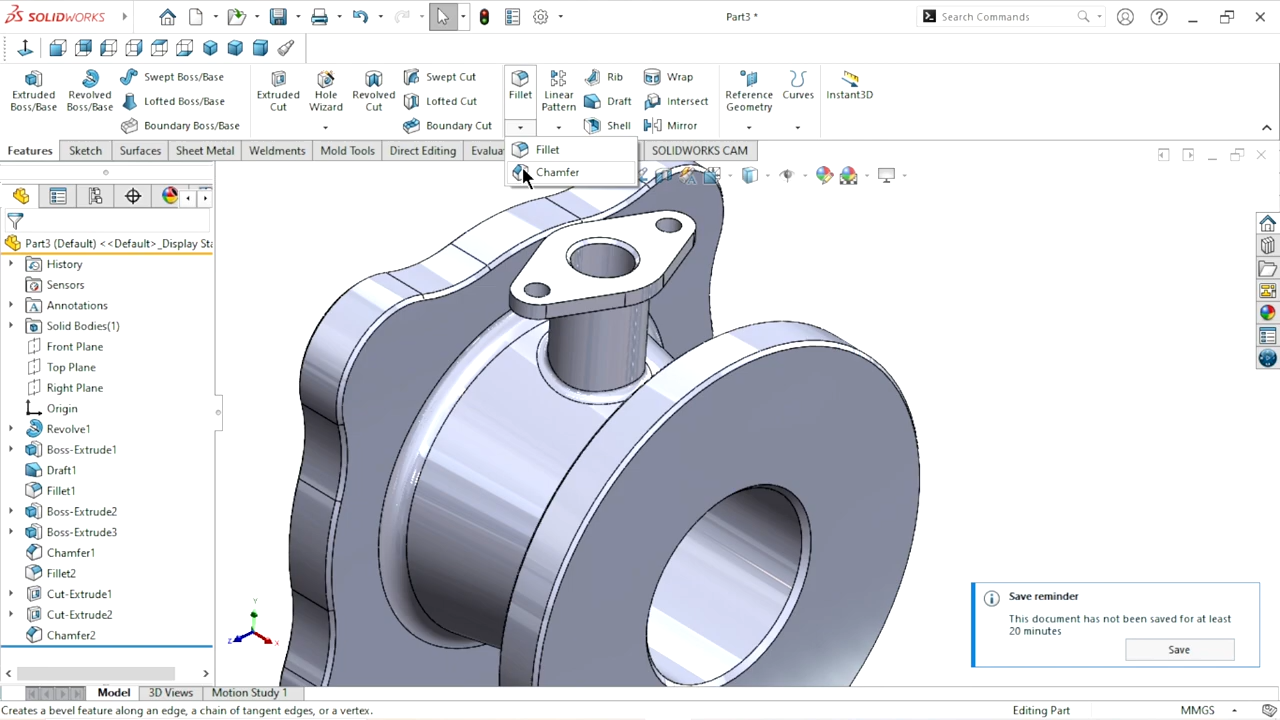 SOLIDWORKS
Part3 *
Search Commands
Extruded Boss/Base
Revolved Boss/Base
Swept Boss/Base
Lofted Boss/Base
Boundary Boss/Base
Extruded Cut
Hole Wizard
Revolved Cut
Swept Cut
Lofted Cut
Boundary Cut
Fillet
Linear Pattern
Rib
Draft
Shell
Wrap
Intersect
Mirror
Reference Geometry
Curves
Instant3D
Features
Sketch
Surfaces
Sheet Metal
Weldments
Mold Tools
Direct Editing
Evalua
SOLIDWORKS CAM
Fillet
Chamfer
Part3 (Default) <<Default>_Display Sta
History
Sensors
Annotations
Solid Bodies(1)
Front Plane
Top Plane
Right Plane
Origin
Revolve1
Boss-Extrude1
Draft1
Fillet1
Boss-Extrude2
Boss-Extrude3
Chamfer1
Fillet2
Cut-Extrude1
Cut-Extrude2
Chamfer2
Y
Z
X
Save reminder
This document has not been saved for at least
20 minutes
Save
Model
3D Views
Motion Study 1
Creates a bevel feature along an edge, a chain of tangent edges, or a vertex.
Editing Part
MMGS